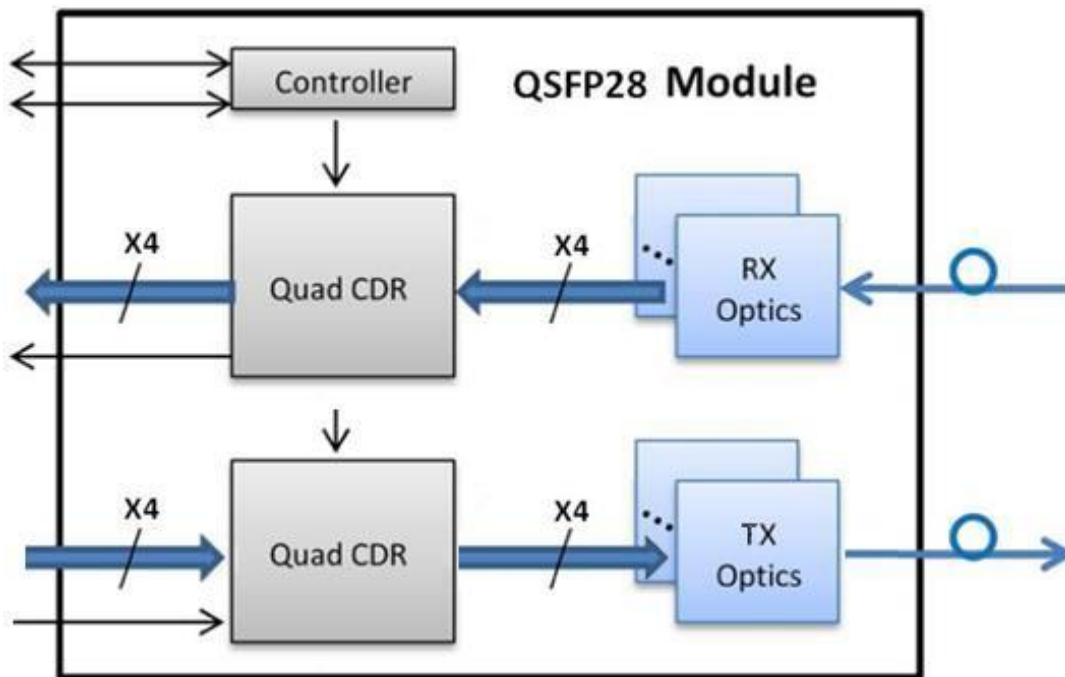 Controller
QSFP28 Module
X4
Quad CDR
X4
RX
Optics
X4
Quad CDR
X4
TX
Optics